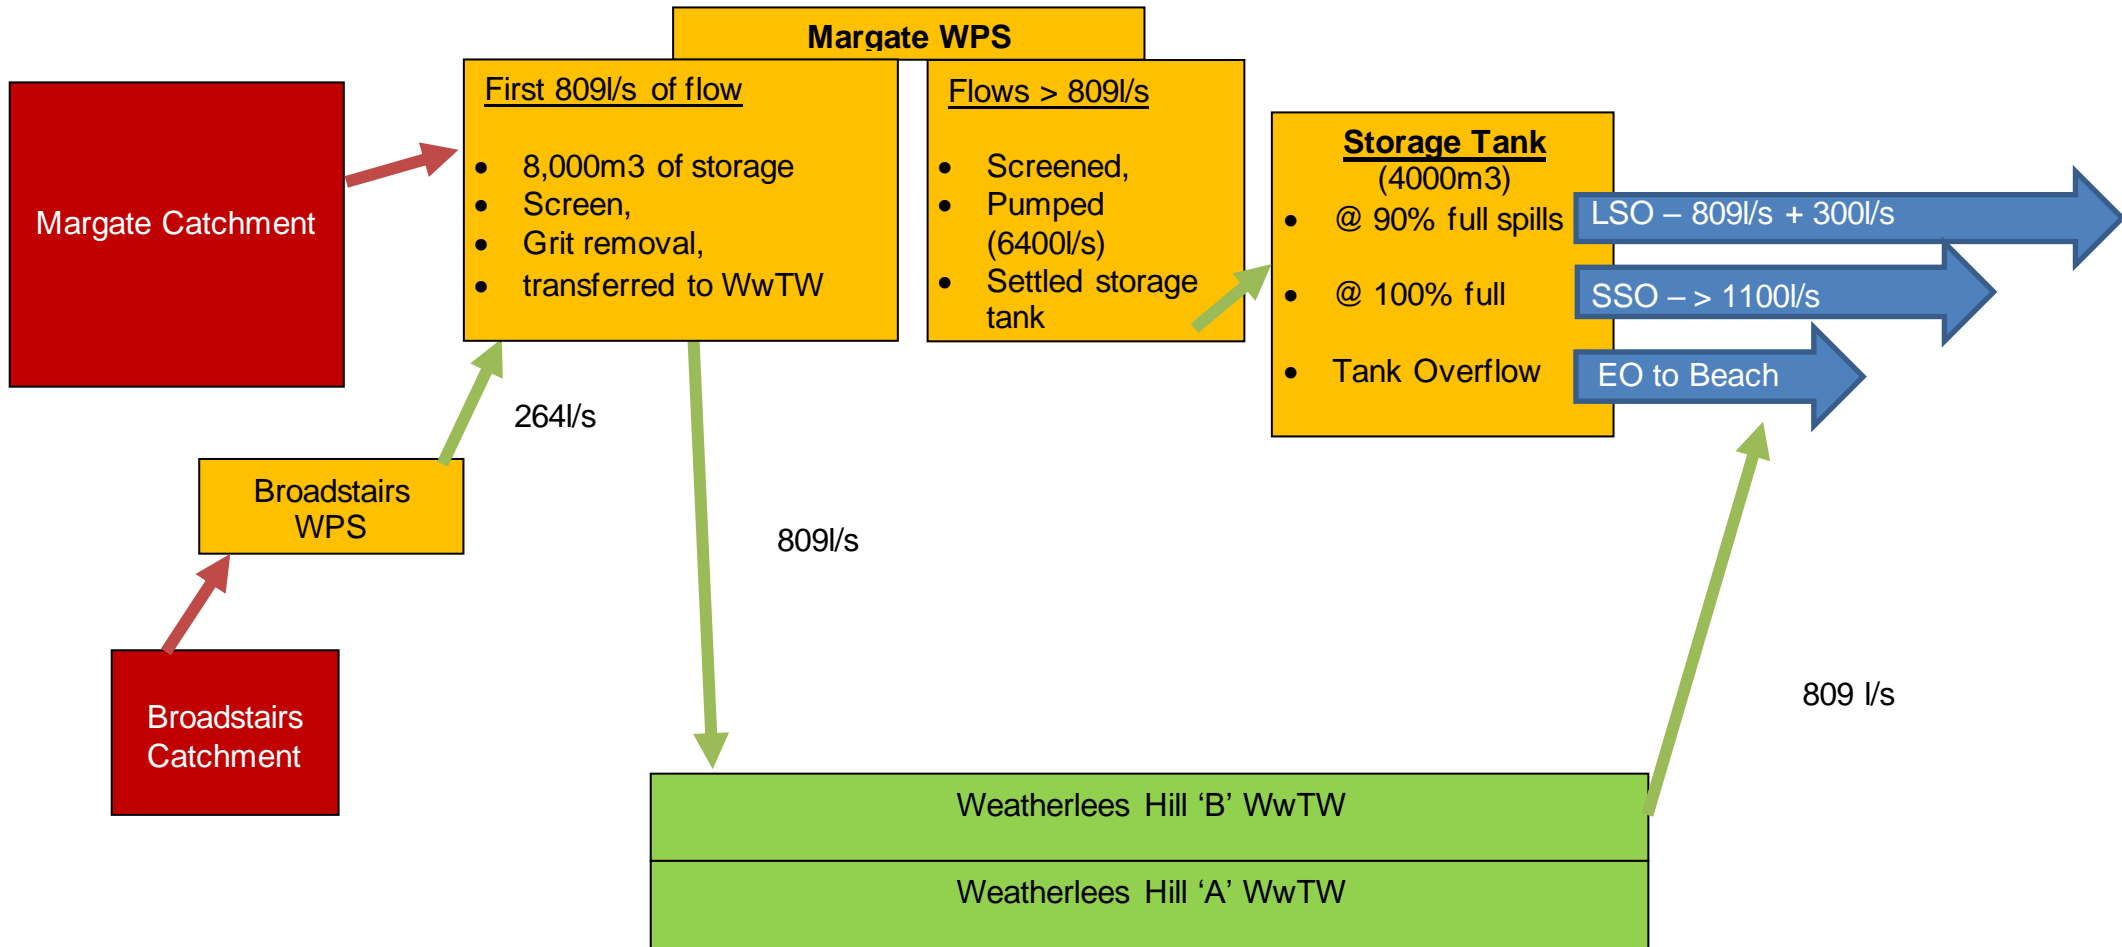 Margate WPS
Margate Catchment
First 809l/s of flow
• 8,000m3 of storage
• Screen,
• Grit removal,
• transferred to WwTW
Flows > 809l/s
• Screened,
• Pumped
(6400l/s)
• Settled storage
tank
Storage Tank
(4000m3)
• @ 90% full spills
• @ 100% full
• Tank Overflow
LSO – 809l/s + 300l/s
SSO – > 1100l/s
EO to Beach
264l/s
Broadstairs
WPS
809l/s
Broadstairs
Catchment
809 l/s
Weatherlees Hill ‘B’ WwTW
Weatherlees Hill ‘A’ WwTW